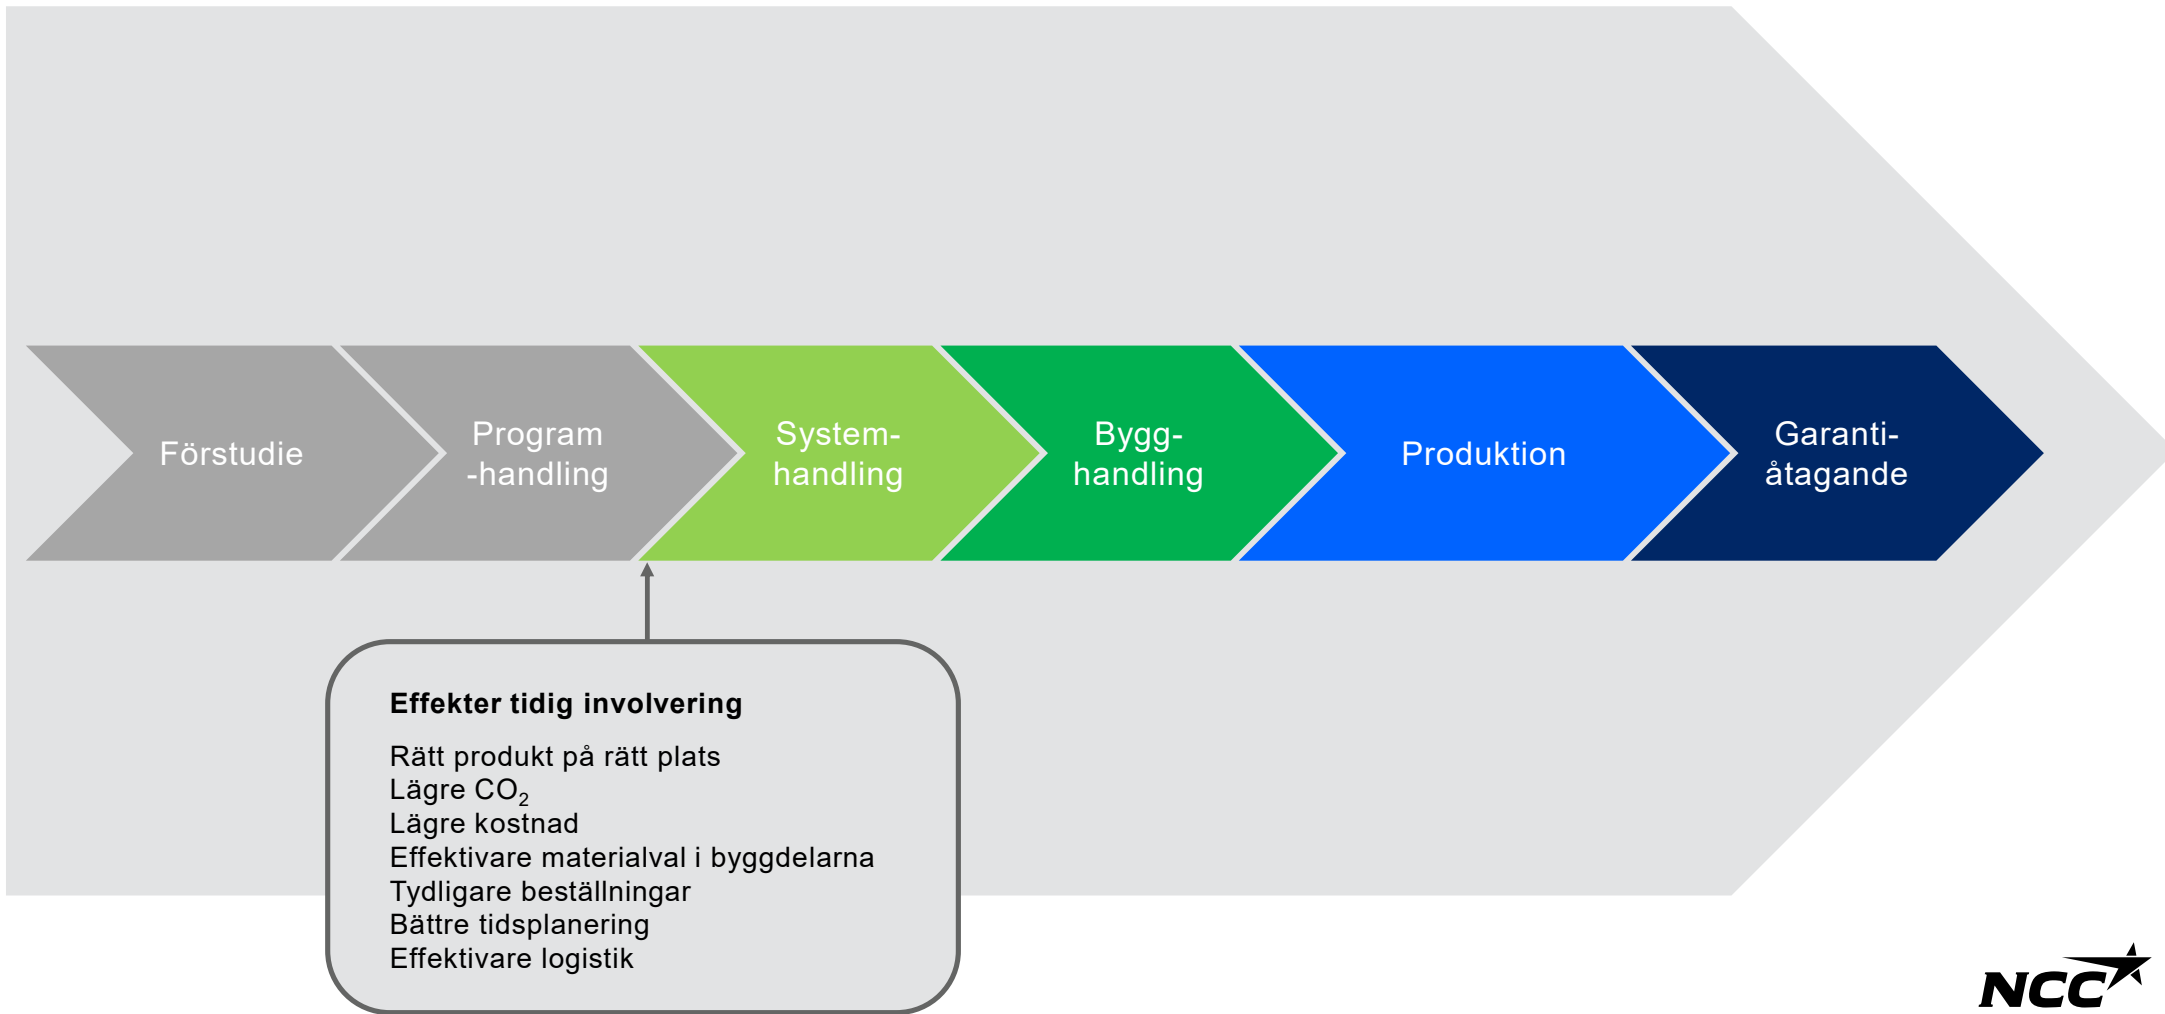 Förstudie
Program
-handling
System-
handling
Bygg-
handling
Produktion
Garanti-
åtagande
Effekter tidig involvering
Rätt produkt på rätt plats
Lägre CO₂
Lägre kostnad
Effektivare materialval i byggdelarna
Tydligare beställningar
Bättre tidsplanering
Effektivare logistik
NCC